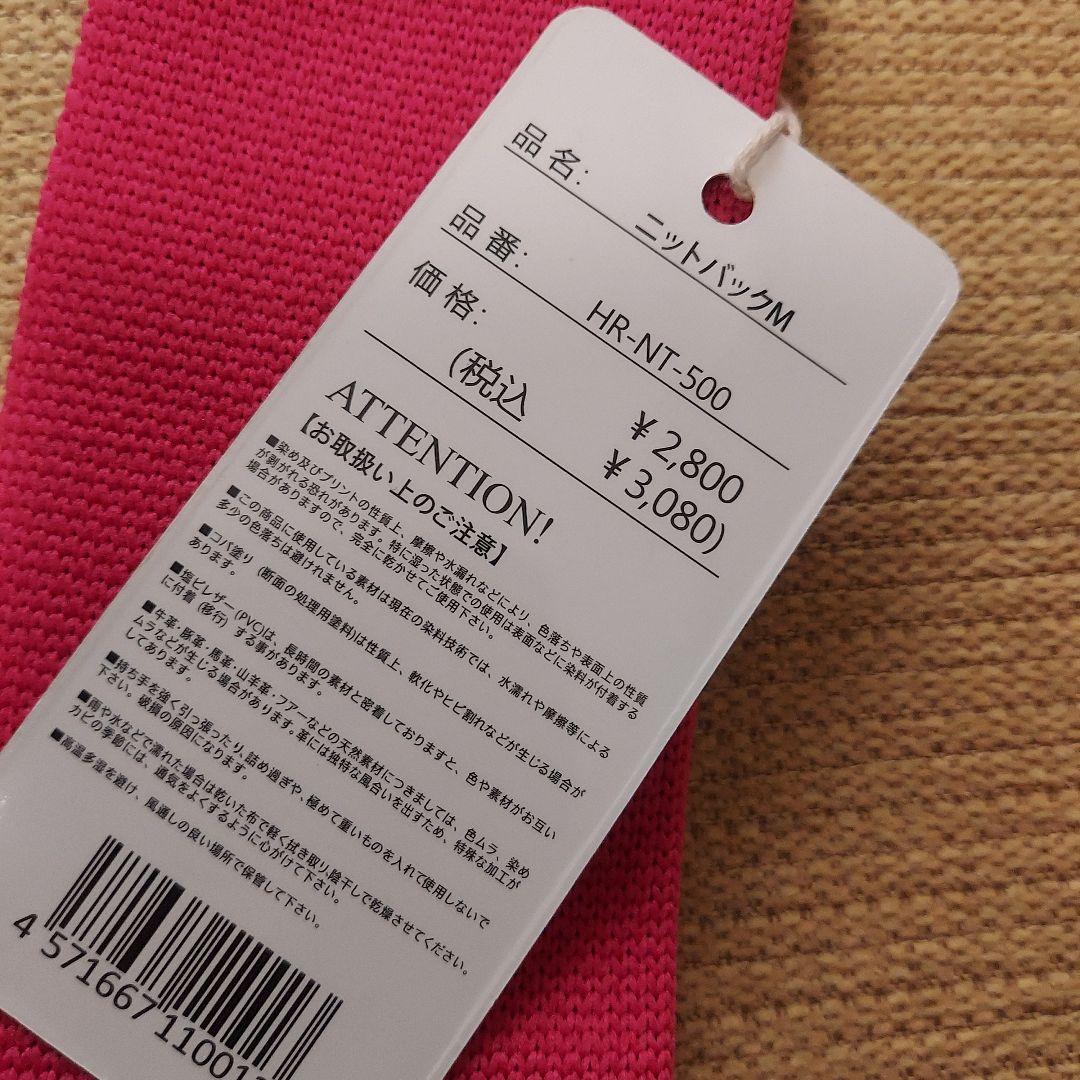 品名: ニットバックM
品番: HR-NT-500
価格: ¥2,800
(税込 ¥3,080)
ATTENTION!
【お取扱い上のご注意】
■染め及びプリントの性質上、摩擦や水漏れなどにより、色落ちや表面上の性質
が剥がれる恐れがあります。特に湿った状態での使用は表面などに染料が付着する
場合がありますので、完全に乾かせてご使用下さい。
■この商品に使用している素材は現在の染料技術では、水濡れや摩擦等による
多少の色落ちは避けれません。
■コバ塗り(断面の処理用塗料)は性質上、軟化やヒビ割れなどが生じる場合が
あります。
■塩ビレザー(PVC)は、長時間の素材と密着しておりますと、色や素材がお互い
に付着(移行)する事があります。
■牛革・豚革・馬革・山羊革・ファーなどの天然素材につきましては、色ムラ、染め
ムラなどが生じる場合があります。革には独特な風合いを出すため、特殊な加工が
してあります。
■持ち手を強く引っ張ったり、詰め過ぎや、極めて重いものを入れて使用しないで
下さい。破損の原因になります。
■雨や水などで濡れた場合は乾いた布で軽く拭き取り、陰干しで乾燥させてください。
カビの季節には、通気をよくするように心がけて下さい。
■高温多湿を避け、風通しの良い場所で保管して下さい。
4 571667 11001